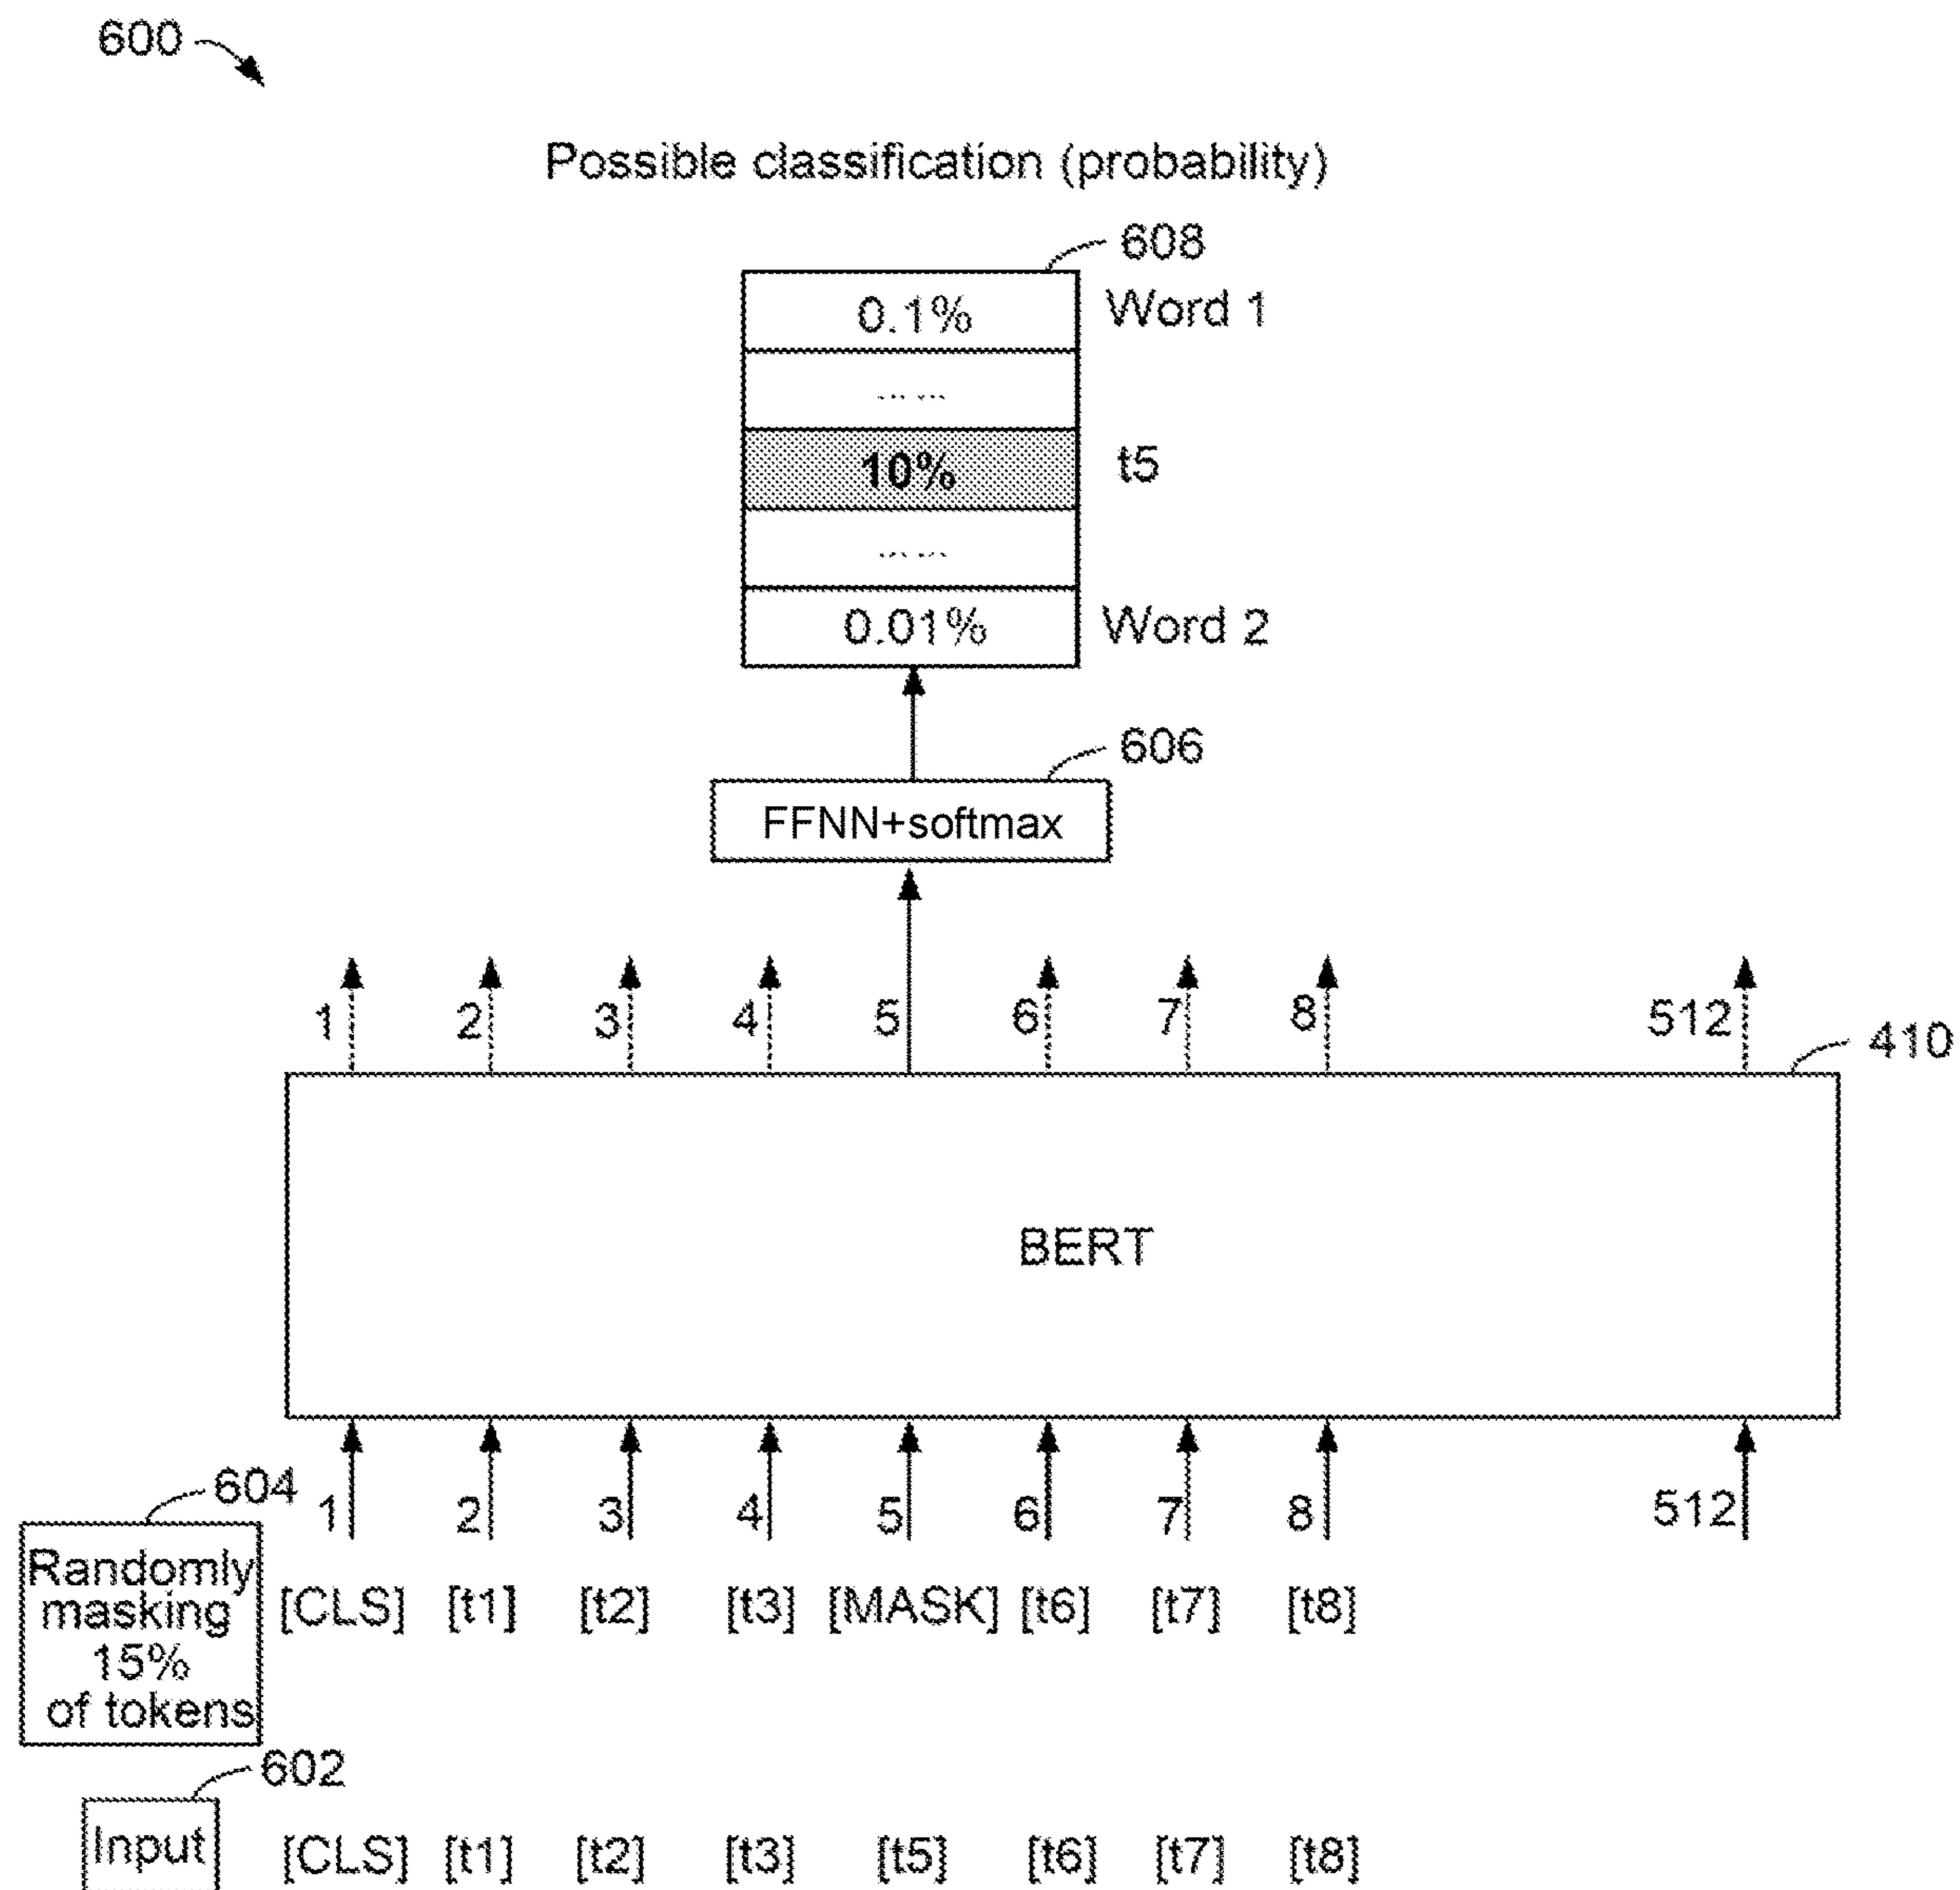 600
Possible classification (probability)
608
0.1% Word 1
... ...
10% t5
... ...
0.01% Word 2
606
FFNN+softmax
1 2 3 4 5 6 7 8 512
410
BERT
604
1 2 3 4 5 6 7 8 512
Randomly
masking
15%
of tokens
[CLS] [t1] [t2] [t3] [MASK] [t6] [t7] [t8]
602
Input
[CLS] [t1] [t2] [t3] [t5] [t6] [t7] [t8]